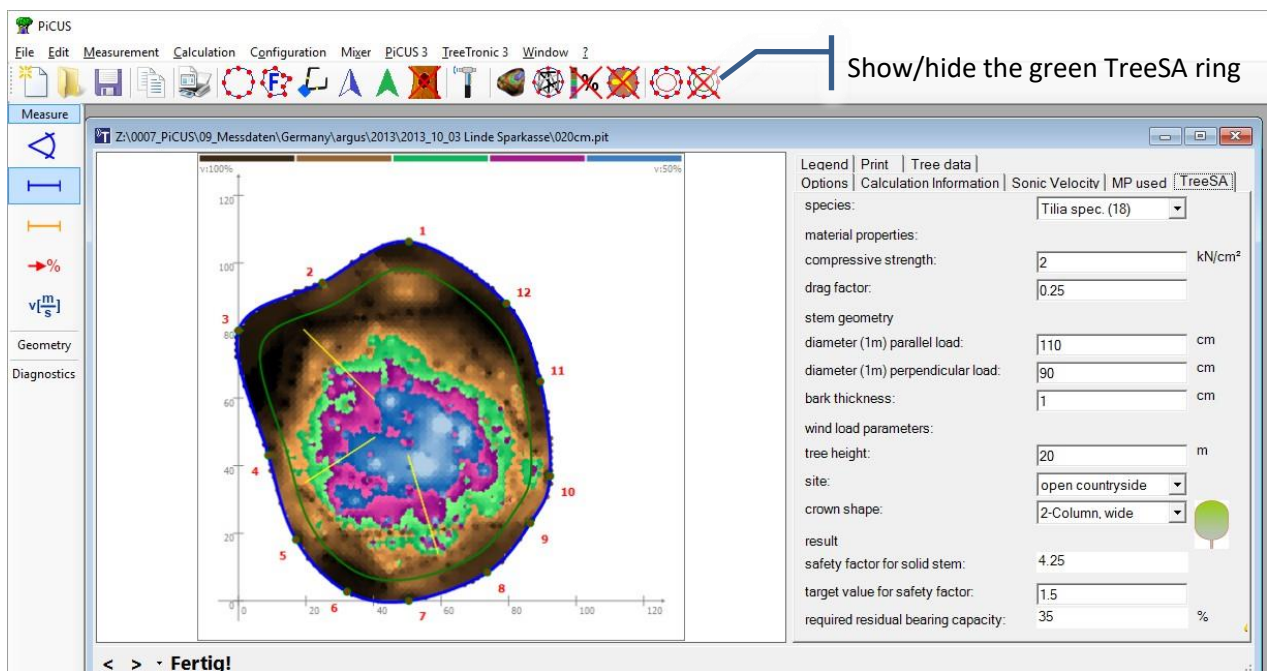 PiCUS
File Edit Measurement Calculation Configuration Mixer PiCUS 3 TreeTronic 3 Window ?
Show/hide the green TreeSA ring
Measure
Z:\0007_PiCUS\09_Messdaten\Germany\argus\2013\2013_10_03 Linde Sparkasse\020cm.pit
v:100% v:50%
Legend Print Tree data
Options Calculation Information Sonic Velocity MP used TreeSA
species: Tilia spec. (18)
material properties:
compressive strength: 2 kN/cm²
drag factor: 0.25
stem geometry
diameter (1m) parallel load: 110 cm
diameter (1m) perpendicular load: 90 cm
bark thickness: 1 cm
wind load parameters:
tree height: 20 m
site: open countryside
crown shape: 2-Column, wide
result
safety factor for solid stem: 4.25
target value for safety factor: 1.5
required residual bearing capacity: 35 %
F
%
→%
v[m/s]
Geometry
Diagnostics
120
100
80
60
40
20
0
0 20 40 60 80 100 120
1
2
3
4
5
6
7
8
9
10
11
12
< > Fertig!